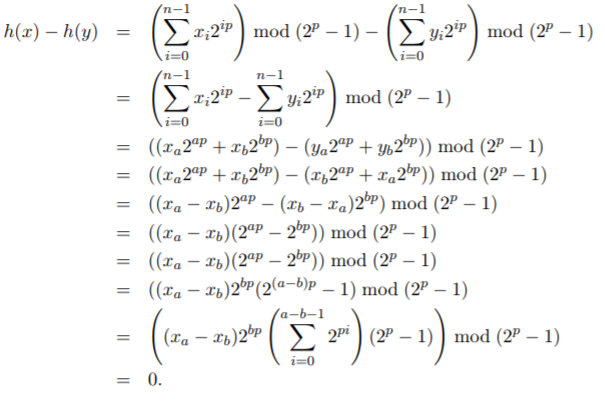 h(x) − h(y) = (∑_{i=0}^{n−1} x_i 2^{ip}) mod (2^p − 1) − (∑_{i=0}^{n−1} y_i 2^{ip}) mod (2^p − 1)
= (∑_{i=0}^{n−1} x_i 2^{ip} − ∑_{i=0}^{n−1} y_i 2^{ip}) mod (2^p − 1)
= ((x_a 2^{ap} + x_b 2^{bp}) − (y_a 2^{ap} + y_b 2^{bp})) mod (2^p − 1)
= ((x_a 2^{ap} + x_b 2^{bp}) − (x_b 2^{ap} + x_a 2^{bp})) mod (2^p − 1)
= ((x_a − x_b)2^{ap} − (x_b − x_a)2^{bp}) mod (2^p − 1)
= ((x_a − x_b)(2^{ap} − 2^{bp})) mod (2^p − 1)
= ((x_a − x_b)(2^{ap} − 2^{bp})) mod (2^p − 1)
= ((x_a − x_b)2^{bp}(2^{(a−b)p} − 1) mod (2^p − 1)
= ((x_a − x_b)2^{bp} (∑_{i=0}^{a−b−1} 2^{pi}) (2^p − 1)) mod (2^p − 1)
= 0.